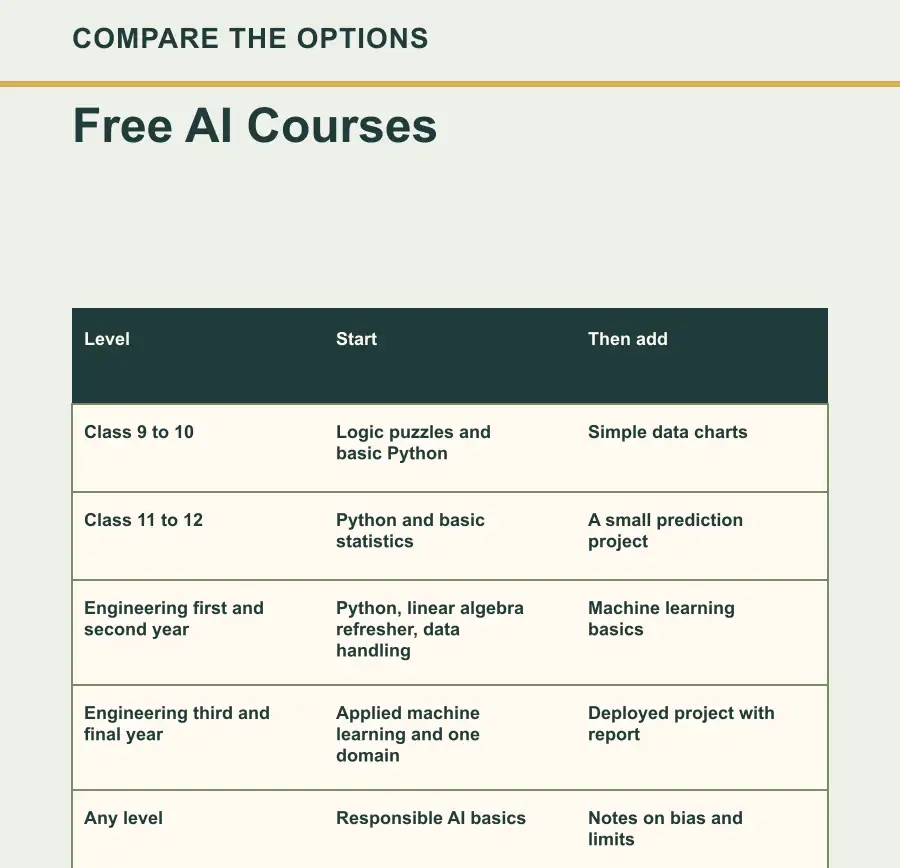 COMPARE THE OPTIONS
Free AI Courses
Level
Start
Then add
Class 9 to 10
Logic puzzles and
basic Python
Simple data charts
Class 11 to 12
Python and basic
statistics
A small prediction
project
Engineering first and
second year
Python, linear algebra
refresher, data
handling
Machine learning
basics
Engineering third and
final year
Applied machine
learning and one
domain
Deployed project with
report
Any level
Responsible AI basics
Notes on bias and
limits